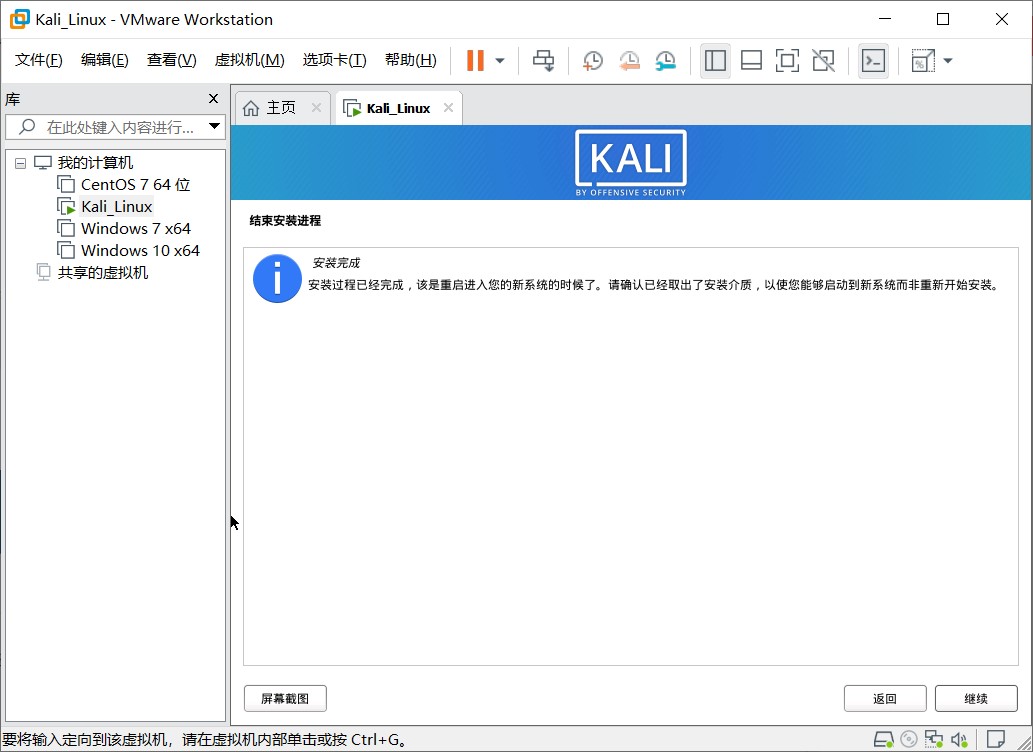 Kali_Linux - VMware Workstation
文件(F) 编辑(E) 查看(V) 虚拟机(M) 选项卡(T) 帮助(H)
库
在此处键入内容进行...
主页
Kali_Linux
我的计算机
CentOS 7 64 位
Kali_Linux
Windows 7 x64
Windows 10 x64
共享的虚拟机
KALI
BY OFFENSIVE SECURITY
结束安装进程
安装完成
安装过程已经完成，该是重启进入您的新系统的时候了。请确认已经取出了安装介质，以使您能够启动到新系统而非重新开始安装。
屏幕截图 返回 继续
要将输入定向到该虚拟机，请在虚拟机内部单击或按 Ctrl+G。